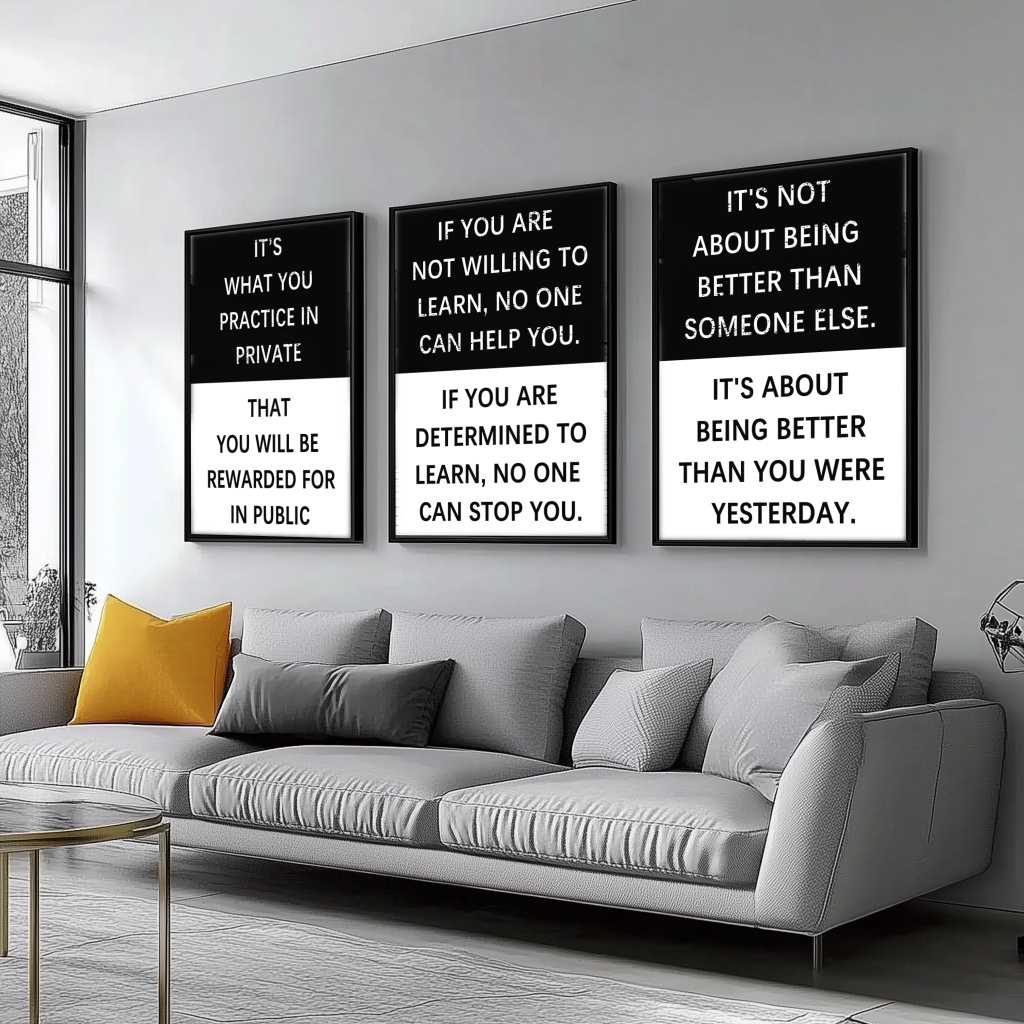 IT'S
WHAT YOU
PRACTICE IN
PRIVATE
THAT
YOU WILL BE
REWARDED FOR
IN PUBLIC
IF YOU ARE
NOT WILLING TO
LEARN, NO ONE
CAN HELP YOU.
IF YOU ARE
DETERMINED TO
LEARN, NO ONE
CAN STOP YOU.
IT'S NOT
ABOUT BEING
BETTER THAN
SOMEONE ELSE.
IT'S ABOUT
BEING BETTER
THAN YOU WERE
YESTERDAY.